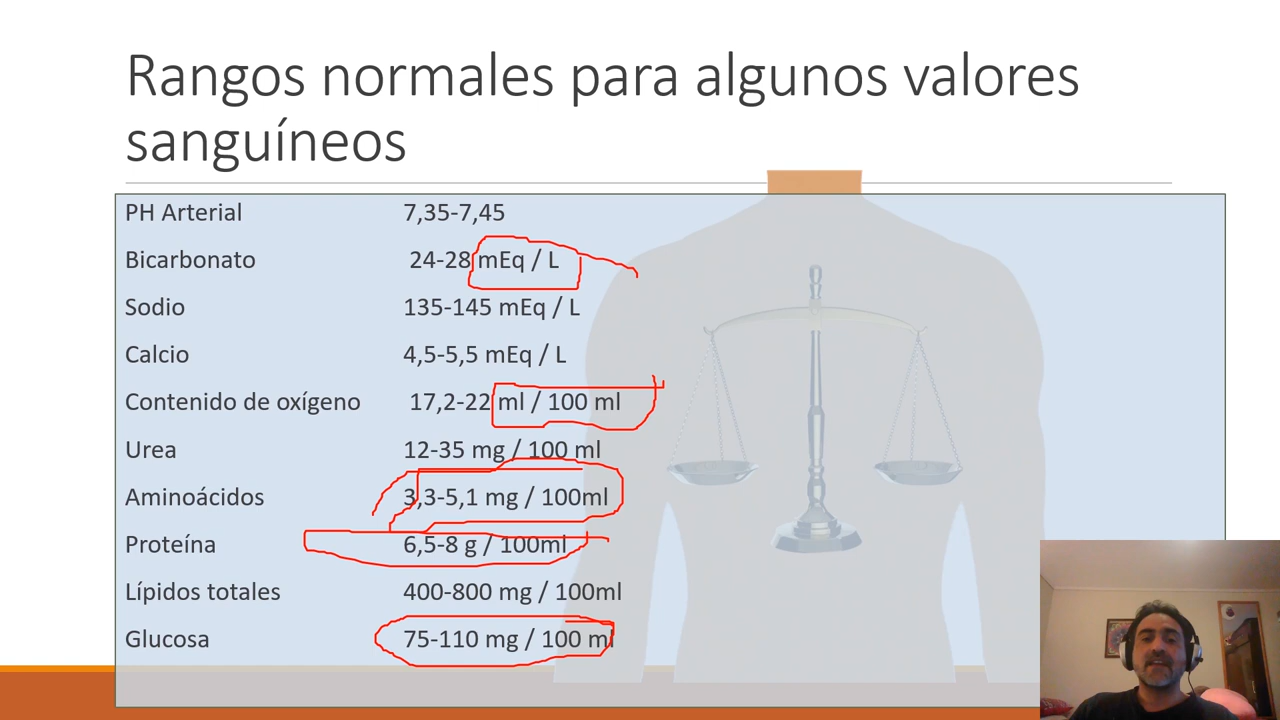 Rangos normales para algunos valores
sanguíneos
PH Arterial 7,35-7,45
Bicarbonato 24-28 mEq / L
Sodio 135-145 mEq / L
Calcio 4,5-5,5 mEq / L
Contenido de oxígeno 17,2-22 ml / 100 ml
Urea 12-35 mg / 100 ml
Aminoácidos 3,3-5,1 mg / 100ml
Proteína 6,5-8 g / 100ml
Lípidos totales 400-800 mg / 100ml
Glucosa 75-110 mg / 100 ml